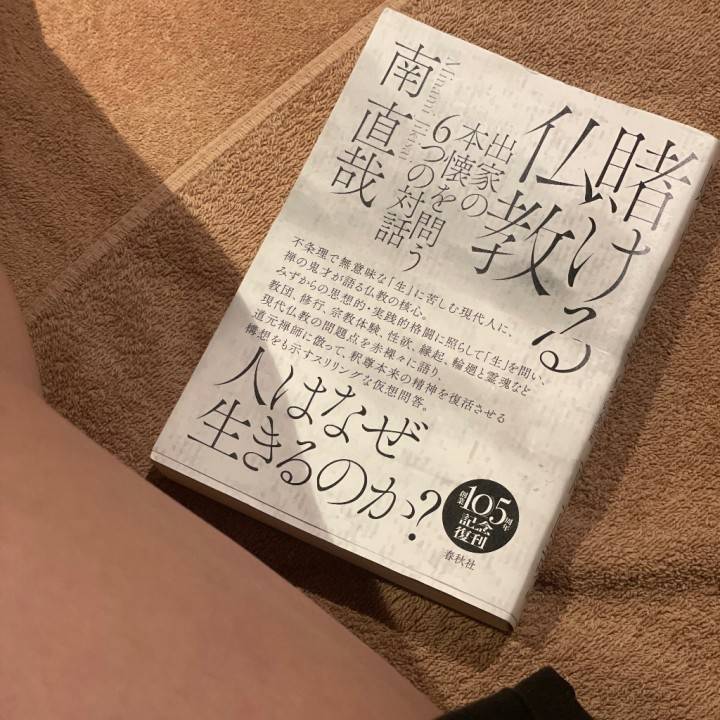 賭ける
仏教
出家の
本懐を問う
6つの対話
南 直哉
Minami Jikisai
不条理で無意味な「生」に苦しむ現代人に、
禅の鬼才が語る仏教の核心。
みずからの思想的・実践的格闘に照らして「生」を問い、
教団、修行、宗教体験、性欲、縁起、輪廻と霊魂など
現代仏教の問題点を赤裸々に語り、
道元禅師に倣って、釈尊本来の精神を復活させる
構想をも示すスリリングな仮想問答。
人はなぜ
生きるのか?
創業105周年
記念
復刊
春秋社